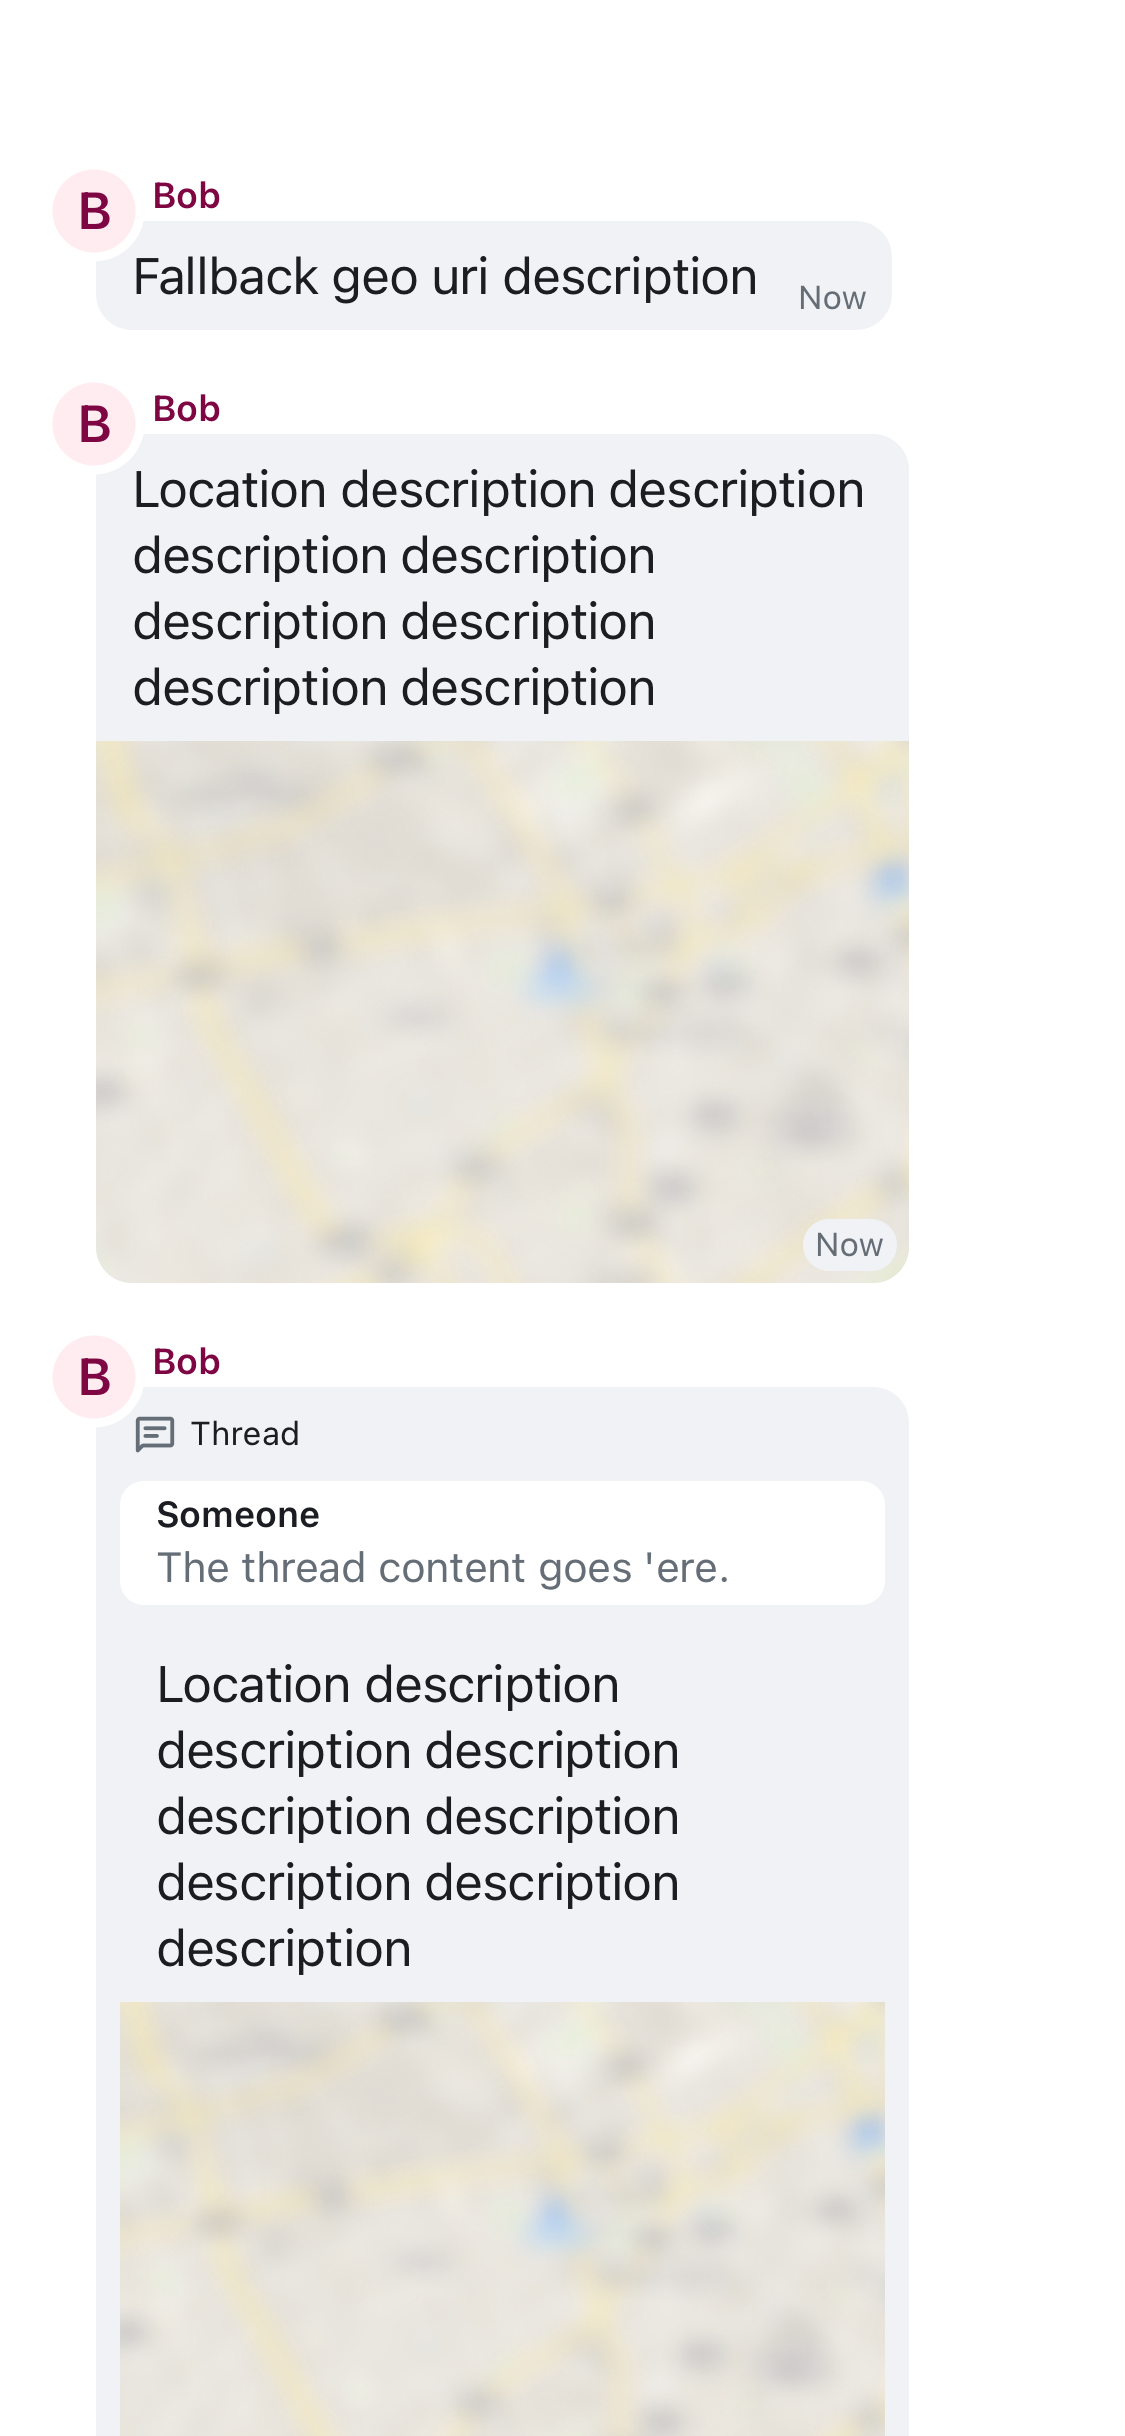 B
Bob
Fallback geo uri description
Now
B
Bob
Location description description
description description
description description
description description
Now
B
Bob
Thread
Someone
The thread content goes 'ere.
Location description
description description
description description
description description
description